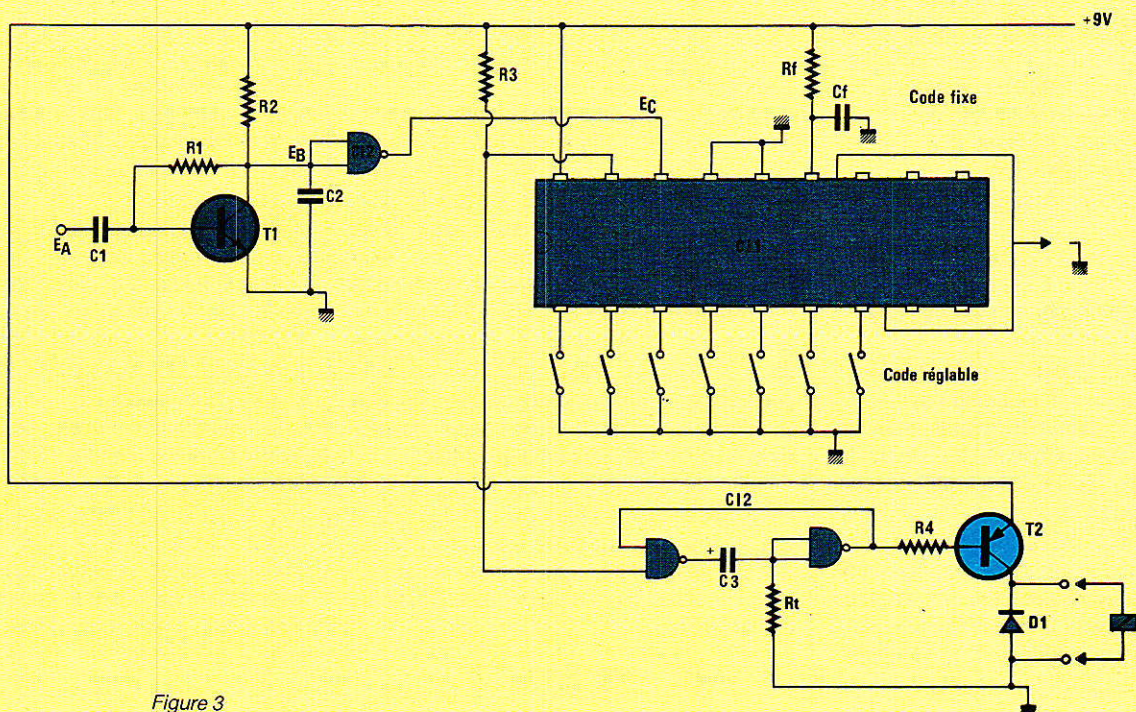 +9V
R2
R3
Rf
Cf
Code fixe
EC
R1
EB
CI2
C2
EA
C1
T1
CI1
Code réglable
CI2
R4
T2
+
C3
Rt
D1
Figure 3